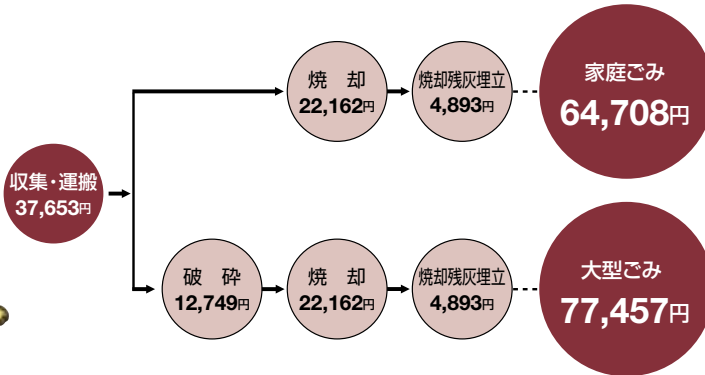 収集・運搬
37,653円
焼 却
22,162円
焼却残灰埋立
4,893円
家庭ごみ
64,708円
破 砕
12,749円
焼 却
22,162円
焼却残灰埋立
4,893円
大型ごみ
77,457円